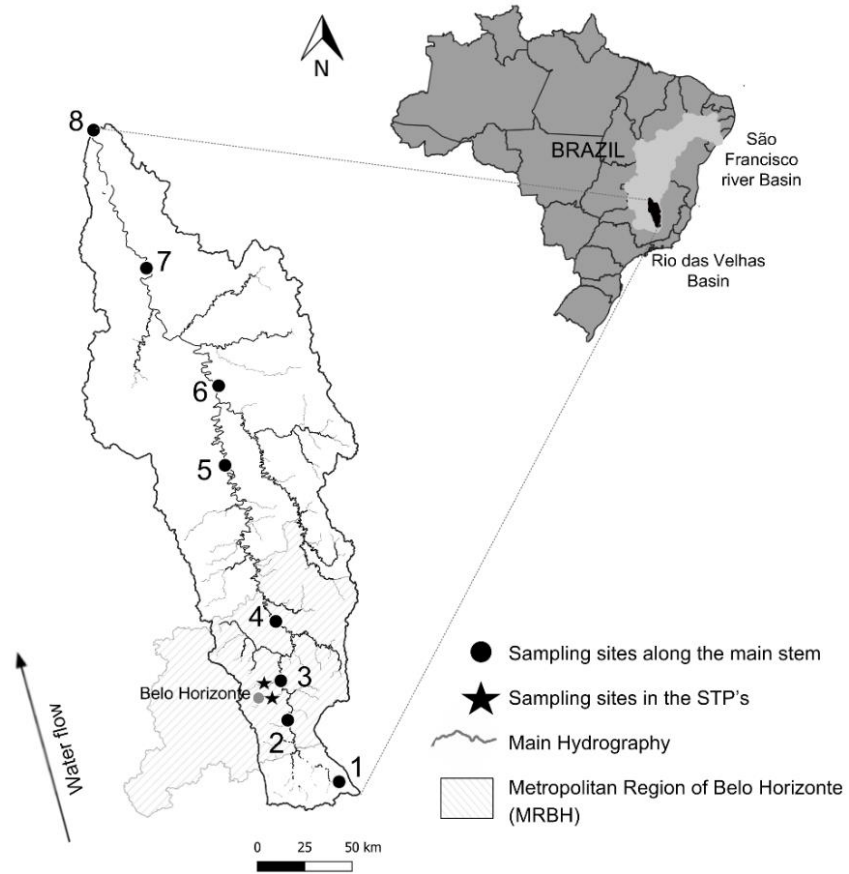 N
8
BRAZIL
São
Francisco
river Basin
Rio das Velhas
Basin
7
6
5
4
3
Belo Horizonte
2
1
Water flow
Sampling sites along the main stem
Sampling sites in the STP's
Main Hydrography
Metropolitan Region of Belo Horizonte
(MRBH)
0 25 50 km